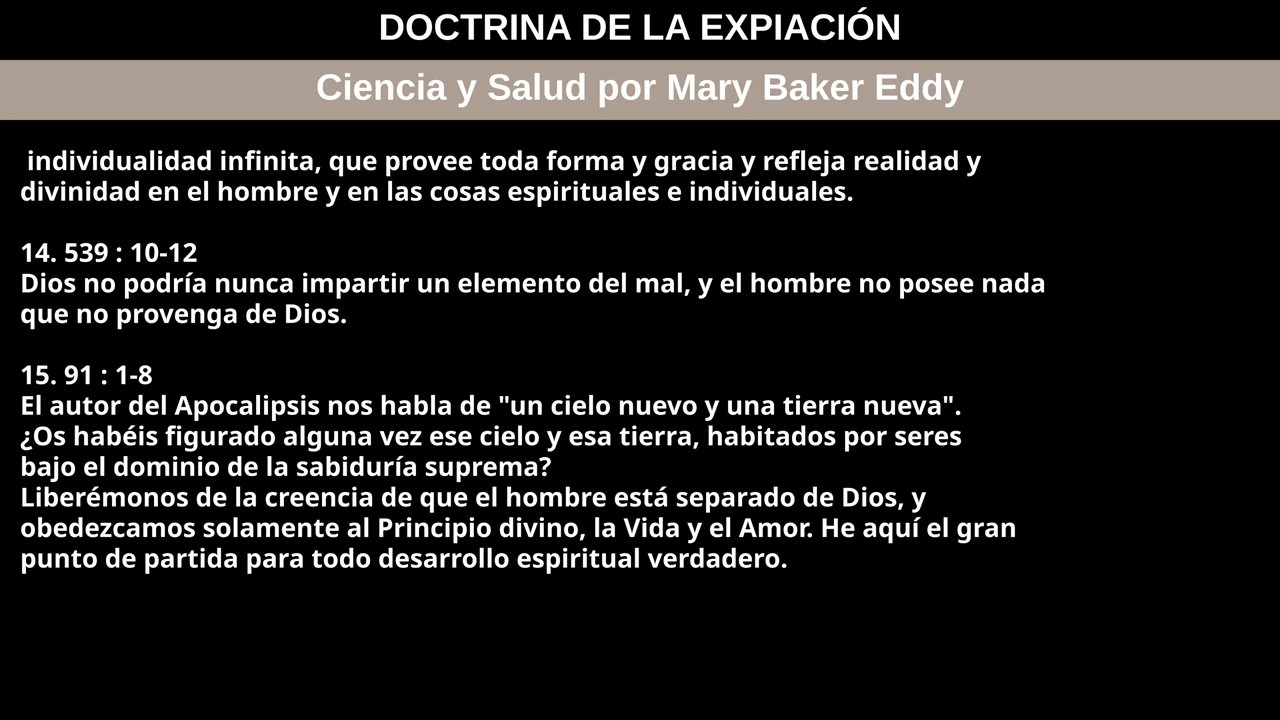 DOCTRINA DE LA EXPIACIÓN
Ciencia y Salud por Mary Baker Eddy
individualidad infinita, que provee toda forma y gracia y refleja realidad y
divinidad en el hombre y en las cosas espirituales e individuales.
14. 539 : 10-12
Dios no podría nunca impartir un elemento del mal, y el hombre no posee nada
que no provenga de Dios.
15. 91 : 1-8
El autor del Apocalipsis nos habla de "un cielo nuevo y una tierra nueva".
¿Os habéis figurado alguna vez ese cielo y esa tierra, habitados por seres
bajo el dominio de la sabiduría suprema?
Liberémonos de la creencia de que el hombre está separado de Dios, y
obedezcamos solamente al Principio divino, la Vida y el Amor. He aquí el gran
punto de partida para todo desarrollo espiritual verdadero.